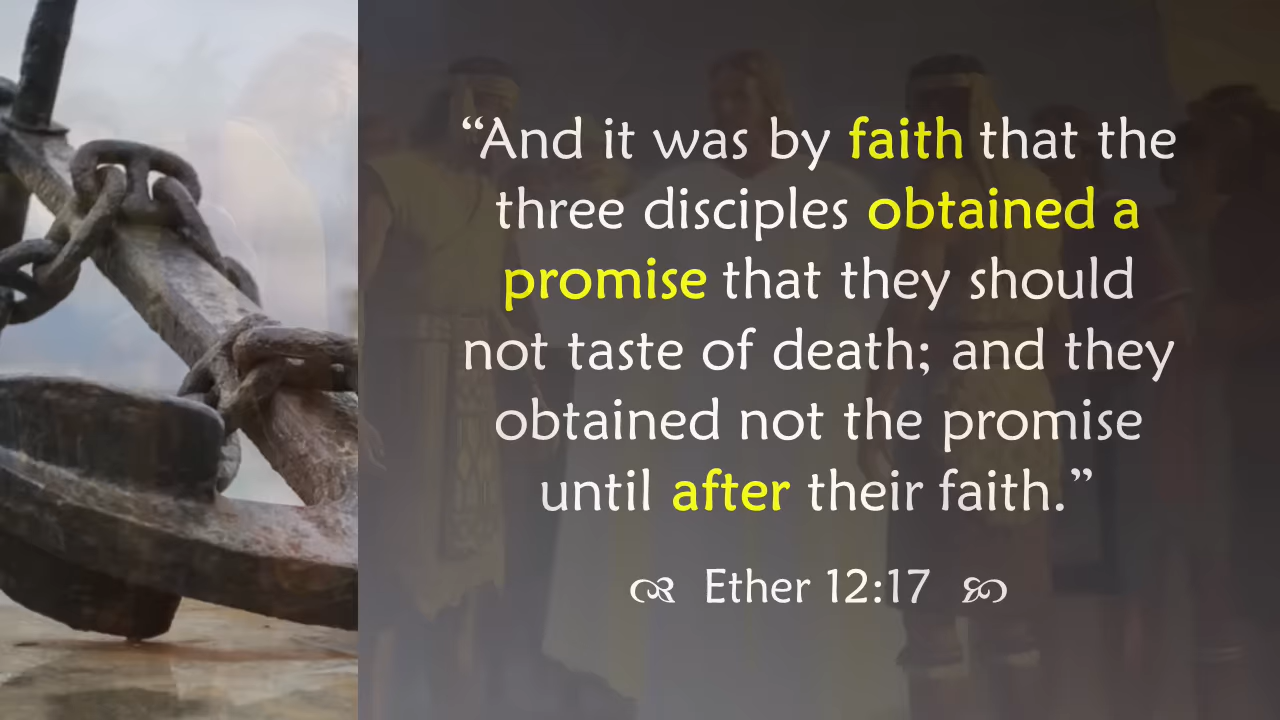 “And it was by faith that the
three disciples obtained a
promise that they should
not taste of death; and they
obtained not the promise
until after their faith.”
Ether 12:17